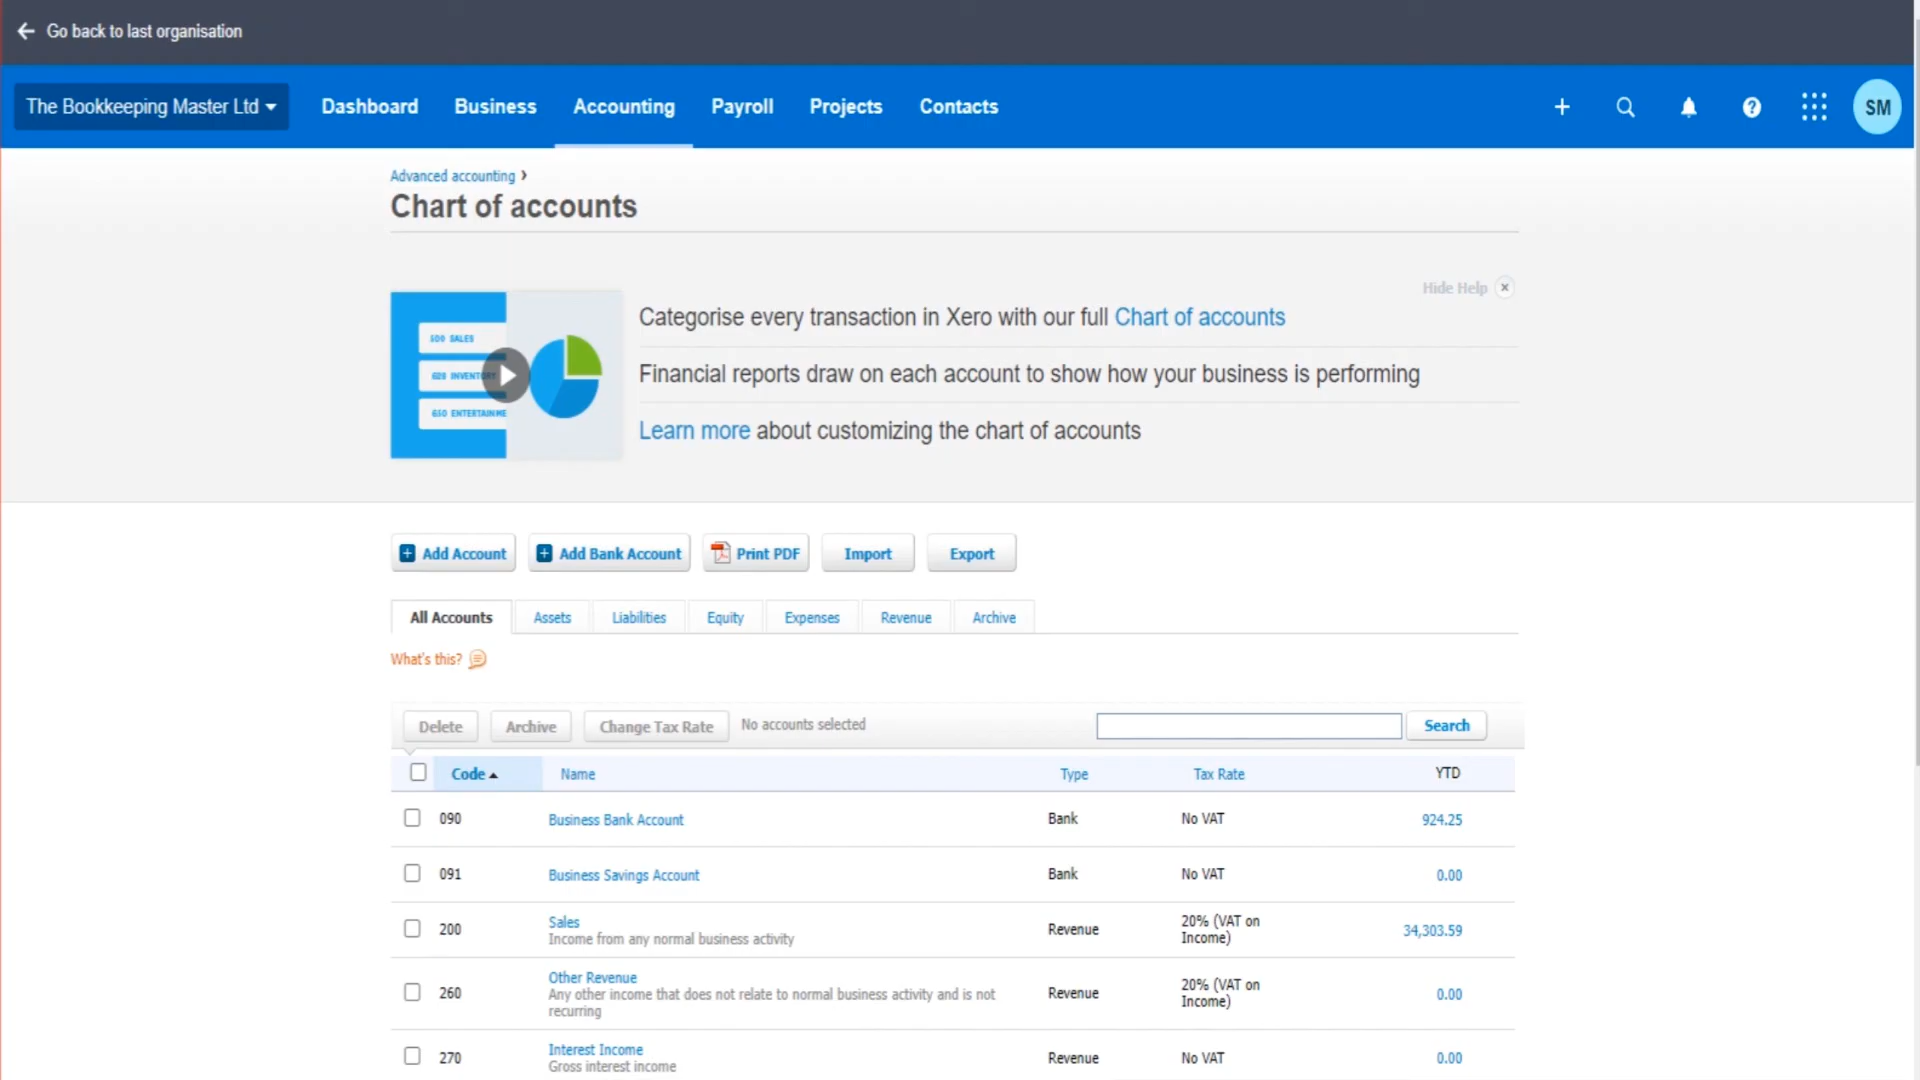 Go back to last organisation
The Bookkeeping Master Ltd
Dashboard
Business
Accounting
Payroll
Projects
Contacts
SM
Advanced accounting ›
Chart of accounts
Hide Help
500 SALES
Categorise every transaction in Xero with our full Chart of accounts
Financial reports draw on each account to show how your business is performing
650 ENTERTAINME
Learn more about customizing the chart of accounts
Add Account
Add Bank Account
Print PDF
Import
Export
All Accounts
Assets
Liabilities
Equity
Expenses
Revenue
Archive
What's this?
Delete
Archive
Change Tax Rate
No accounts selected
Search
Code Name Type Tax Rate YTD
090 Business Bank Account Bank No VAT 924.25
091 Business Savings Account Bank No VAT 0.00
200 Sales Revenue 20% (VAT on 34,303.59
Income from any normal business activity Income)
260 Other Revenue Revenue 20% (VAT on 0.00
Any other income that does not relate to normal business activity and is not Income)
recurring
270 Interest Income Revenue No VAT 0.00
Gross interest income